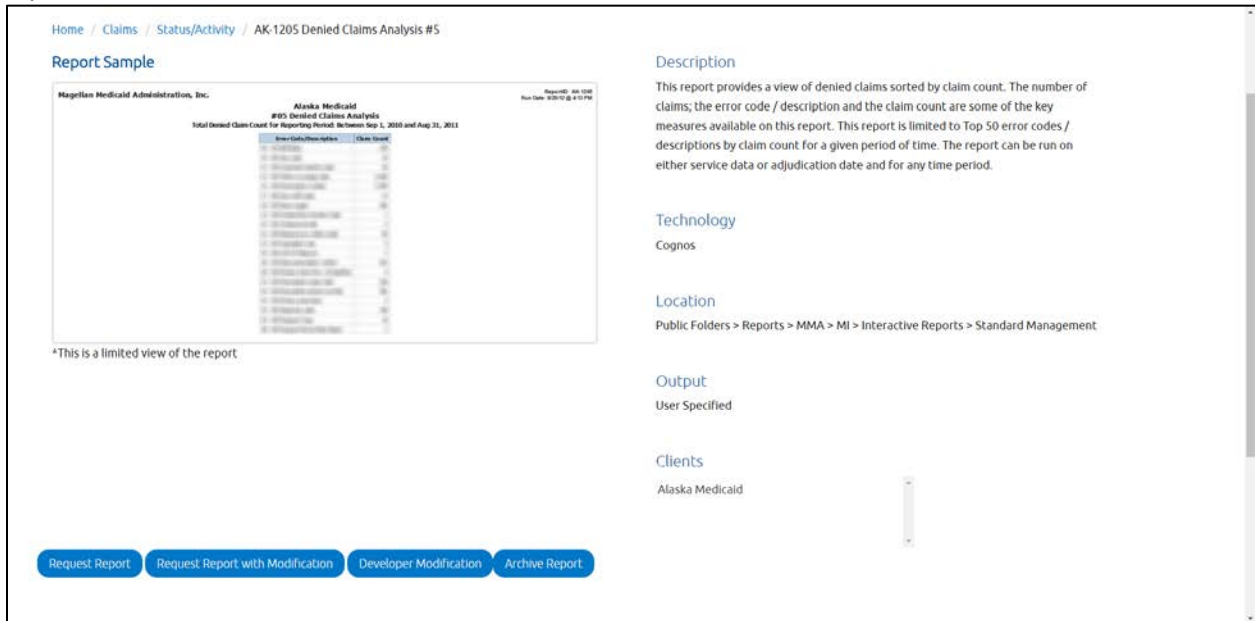 Home / Claims / Status/Activity / AK-1205 Denied Claims Analysis #5
Report Sample
Magellan Medicaid Administration, Inc.
Alaska Medicaid
#05 Denied Claims Analysis
Total Denied Claim Count for Reporting Period: Between Sep 1, 2010 and Aug 31, 2011
Error Code/Description Claim Count
*This is a limited view of the report
Request Report
Request Report with Modification
Developer Modification
Archive Report
Description
This report provides a view of denied claims sorted by claim count. The number of
claims; the error code / description and the claim count are some of the key
measures available on this report. This report is limited to Top 50 error codes /
descriptions by claim count for a given period of time. The report can be run on
either service data or adjudication date and for any time period.
Technology
Cognos
Location
Public Folders > Reports > MMA > MI > Interactive Reports > Standard Management
Output
User Specified
Clients
Alaska Medicaid